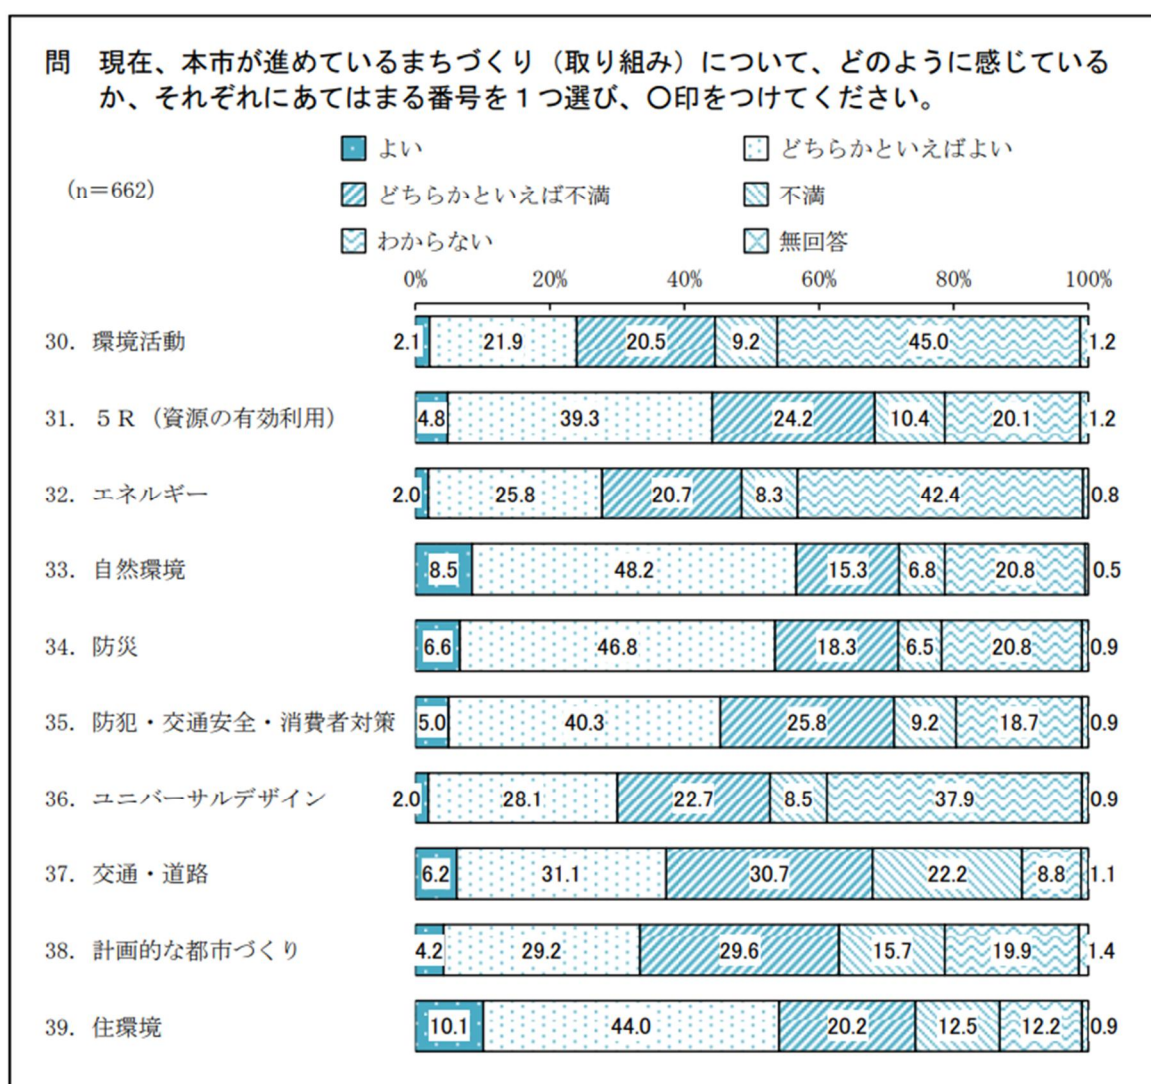 問 現在、本市が進めているまちづくり（取り組み）について、どのように感じている
か、それぞれにあてはまる番号を１つ選び、〇印をつけてください。
よい どちらかといえばよい
(n＝662) どちらかといえば不満 不満
わからない 無回答
0% 20% 40% 60% 80% 100%
30. 環境活動 2.1 21.9 20.5 9.2 45.0 1.2
31. ５Ｒ（資源の有効利用） 4.8 39.3 24.2 10.4 20.1 1.2
32. エネルギー 2.0 25.8 20.7 8.3 42.4 0.8
33. 自然環境 8.5 48.2 15.3 6.8 20.8 0.5
34. 防災 6.6 46.8 18.3 6.5 20.8 0.9
35. 防犯・交通安全・消費者対策 5.0 40.3 25.8 9.2 18.7 0.9
36. ユニバーサルデザイン 2.0 28.1 22.7 8.5 37.9 0.9
37. 交通・道路 6.2 31.1 30.7 22.2 8.8 1.1
38. 計画的な都市づくり 4.2 29.2 29.6 15.7 19.9 1.4
39. 住環境 10.1 44.0 20.2 12.5 12.2 0.9